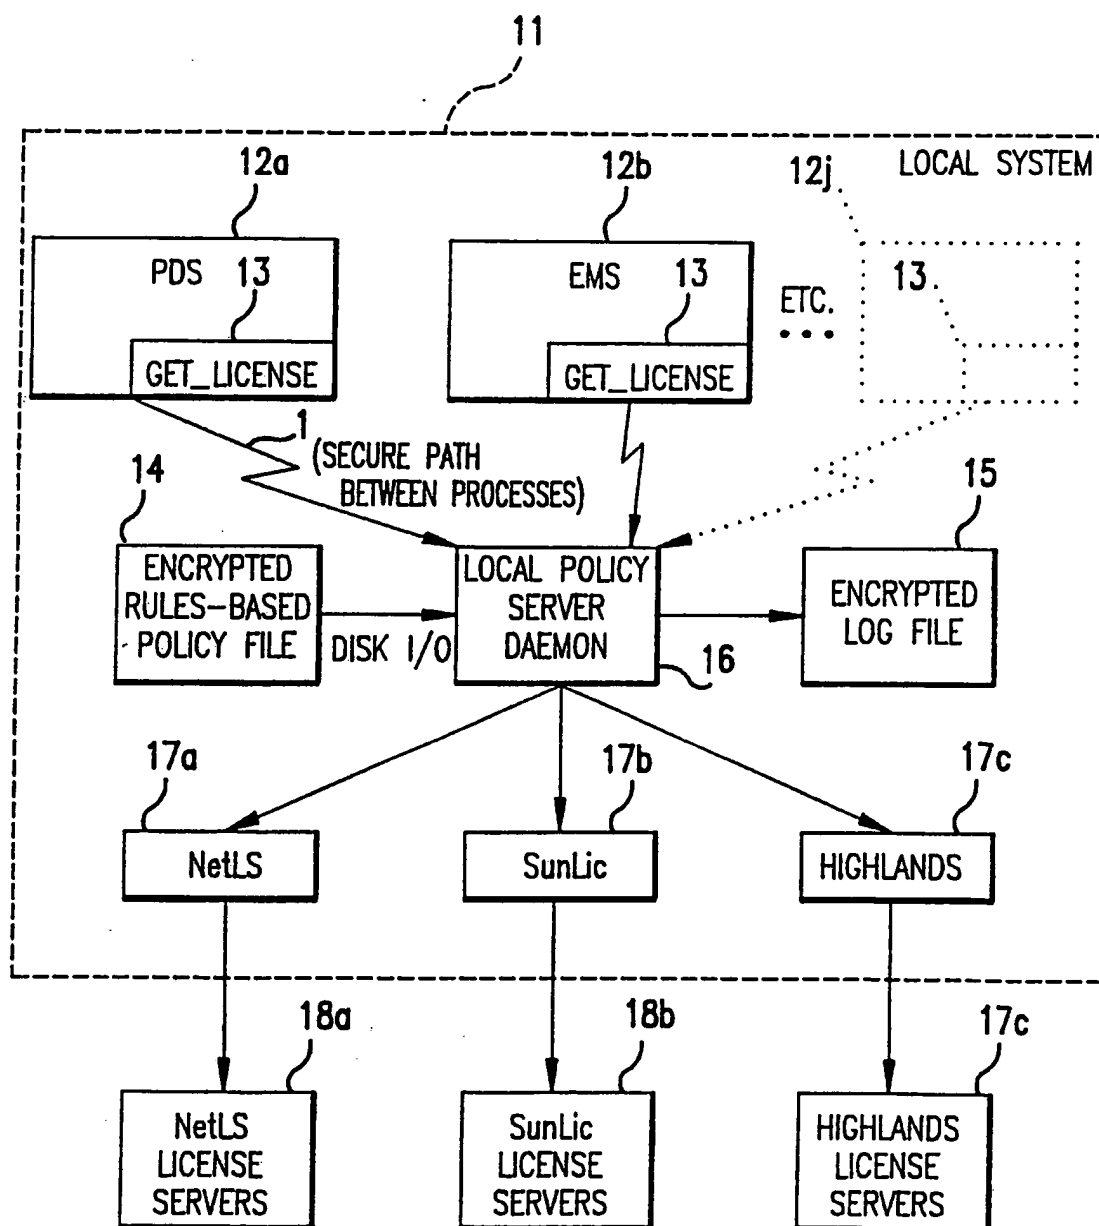 11
12a
12b
12j
LOCAL SYSTEM
PDS
13
EMS
13
13
ETC.
GET_LICENSE
GET_LICENSE
1
(SECURE PATH
BETWEEN PROCESSES)
14
15
ENCRYPTED
RULES-BASED
POLICY FILE
DISK I/O
LOCAL POLICY
SERVER
DAEMON
16
ENCRYPTED
LOG FILE
17a
17b
17c
NetLS
SunLic
HIGHLANDS
18a
18b
17c
NetLS
LICENSE
SERVERS
SunLic
LICENSE
SERVERS
HIGHLANDS
LICENSE
SERVERS